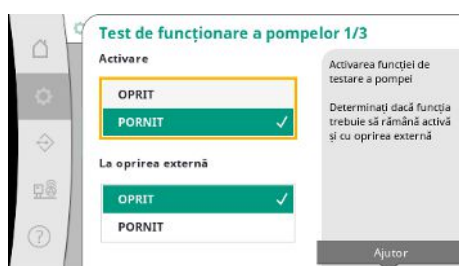 Test de funcționare a pompelor 1/3
Activare
OPRIT
PORNIT
La oprirea externă
OPRIT
PORNIT
Activarea funcției de
testare a pompei
Determinați dacă funcția
trebuie să rămână activă
și cu oprirea externă
Ajutor